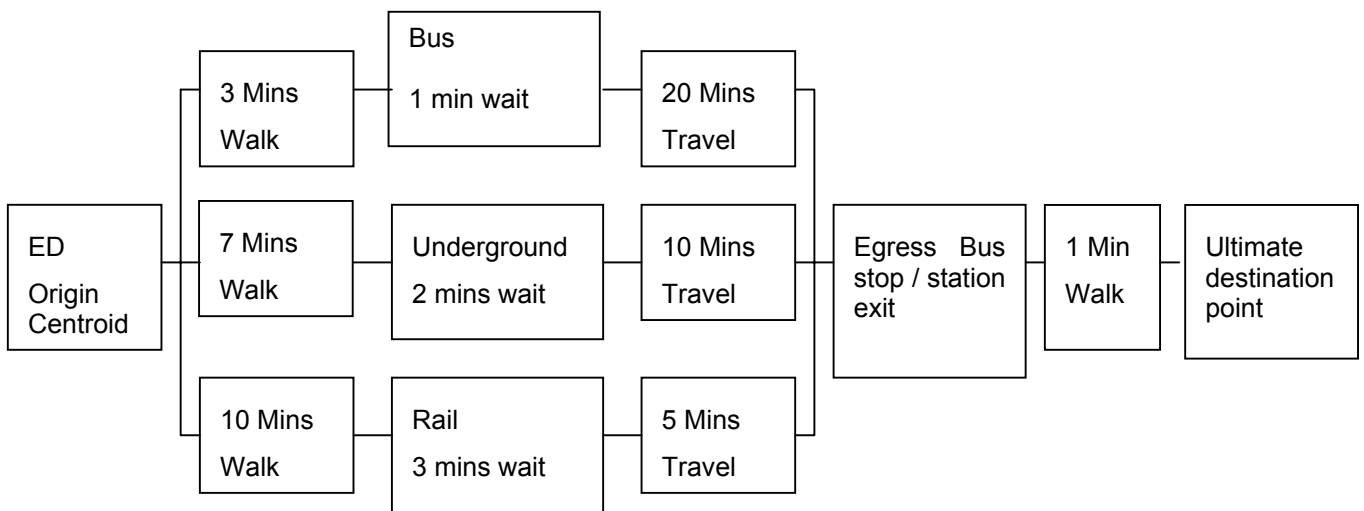 Bus
1 min wait
3 Mins
Walk
20 Mins
Travel
ED
Origin
Centroid
7 Mins
Walk
Underground
2 mins wait
10 Mins
Travel
Egress Bus
stop / station
exit
1 Min
Walk
Ultimate
destination
point
10 Mins
Walk
Rail
3 mins wait
5 Mins
Travel